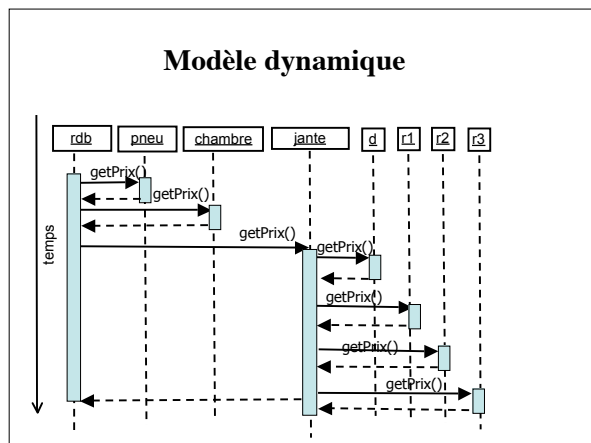 Modèle dynamique
rdb
pneu
chambre
jante
d
r1
r2
r3
getPrix()
getPrix()
getPrix()
getPrix()
getPrix()
getPrix()
getPrix()
temps